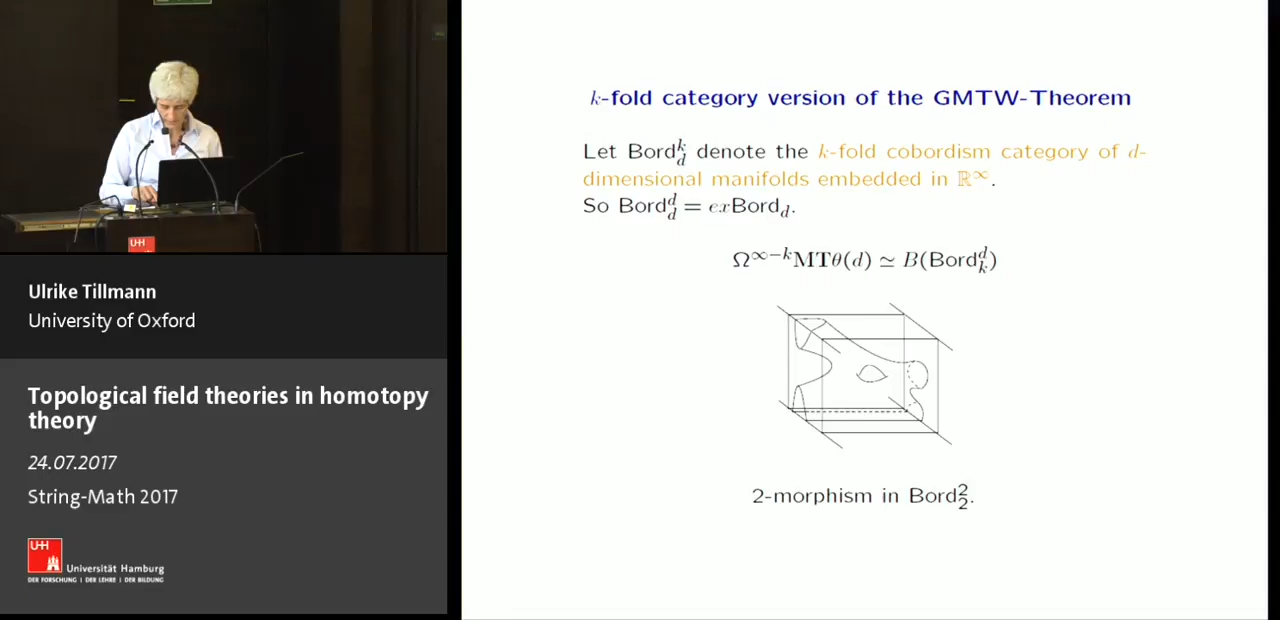 UHH
Ulrike Tillmann
University of Oxford
Topological field theories in homotopy
theory
24.07.2017
String-Math 2017
UHH
Universität Hamburg
DER FORSCHUNG | DER LEHRE | DER BILDUNG
k-fold category version of the GMTW-Theorem
Let Bord^k_d denote the k-fold cobordism category of d-
dimensional manifolds embedded in ℝ^∞.
So Bord^d_d = exBord_d.
Ω^{∞−k}MTθ(d) ≃ B(Bord^d_k)
2-morphism in Bord^2_2.